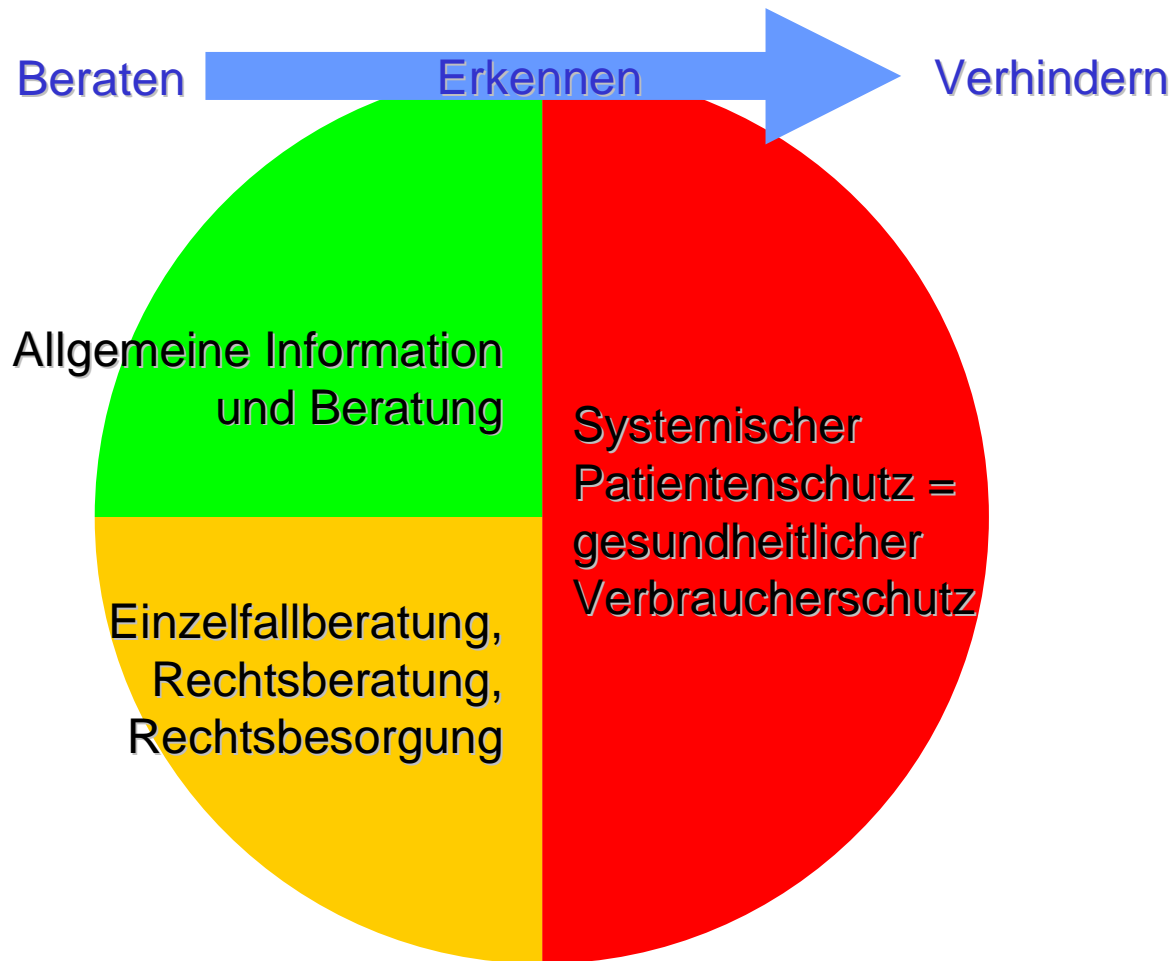 Beraten Erkennen Verhindern
Allgemeine Information
und Beratung
Systemischer
Patientenschutz =
gesundheitlicher
Verbraucherschutz
Einzelfallberatung,
Rechtsberatung,
Rechtsbesorgung